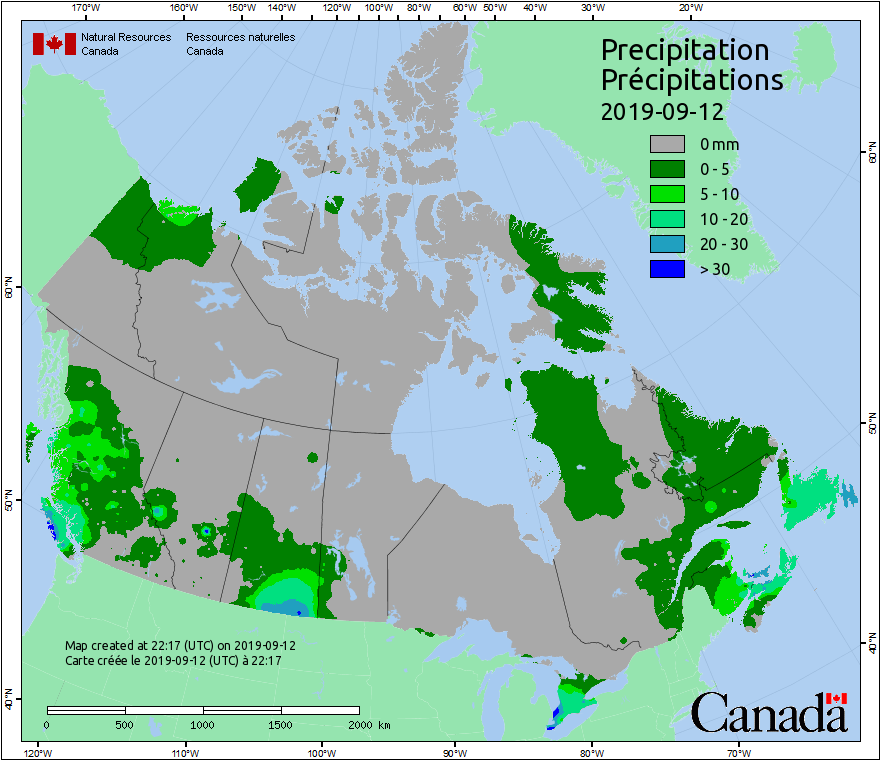 170°W 160°W 150°W 140°W 120°W 100°W 80°W 60°W 50°W 40°W 30°W 20°W
Natural Resources Canada
Ressources naturelles Canada
Precipitation
Précipitations
2019-09-12
0 mm
0 - 5
5 - 10
10 - 20
20 - 30
> 30
60°N
50°N
40°N
60°N
50°N
40°N
Map created at 22:17 (UTC) on 2019-09-12
Carte créée le 2019-09-12 (UTC) à 22:17
0 500 1000 1500 2000 km
Canada
120°W 110°W 100°W 90°W 80°W 70°W